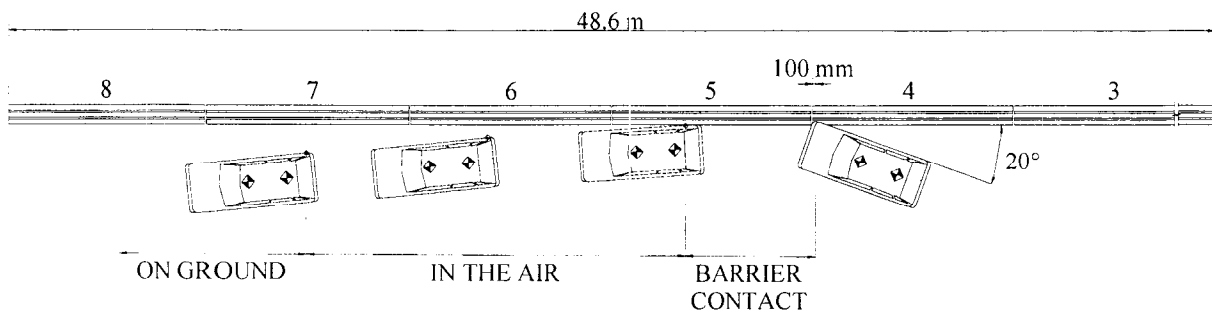 48.6 m
100 mm
8 7 6 5 4 3
20°
ON GROUND IN THE AIR BARRIER
CONTACT